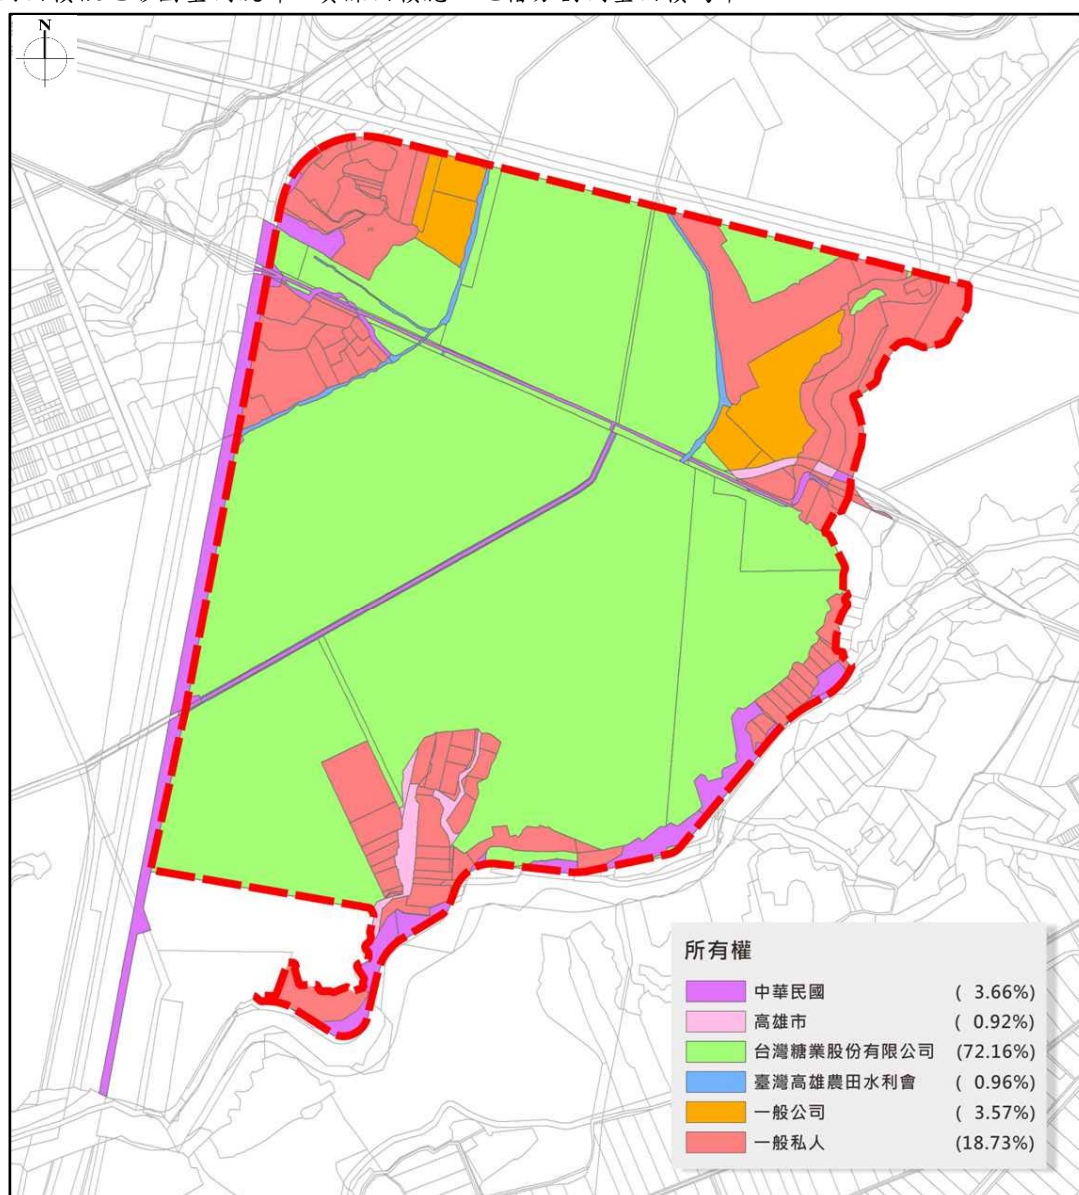 N
所有權
中華民國 ( 3.66%)
高雄市 ( 0.92%)
台灣糖業股份有限公司 (72.16%)
臺灣高雄農田水利會 ( 0.96%)
一般公司 ( 3.57%)
一般私人 (18.73%)